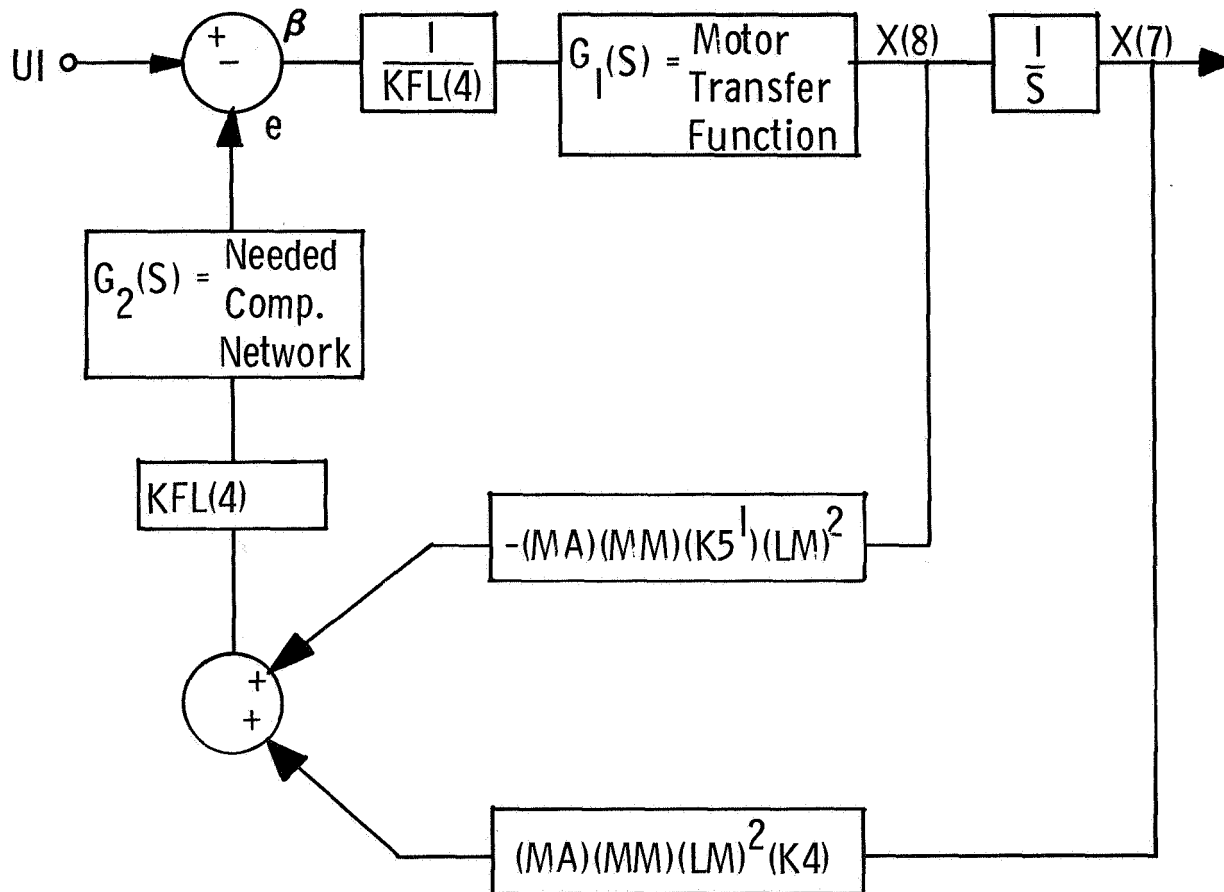 UI
+
-
β
e
1
KFL(4)
G1(S) = Motor
Transfer
Function
X(8)
1
S
X(7)
G2(S) = Needed
Comp.
Network
KFL(4)
-(MA)(MM)(K5¹)(LM)²
+
+
(MA)(MM)(LM)²(K4)